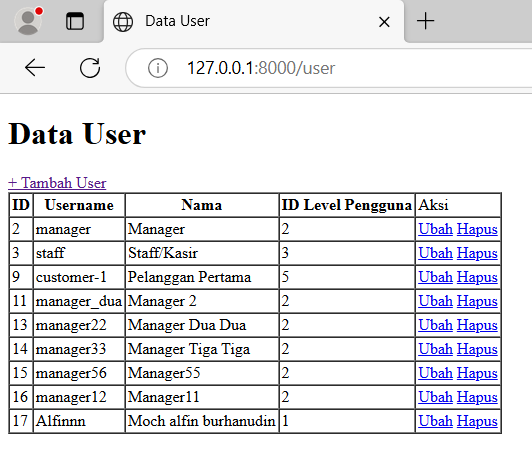 Data User
127.0.0.1:8000/user
Data User
+ Tambah User
ID Username Nama ID Level Pengguna Aksi
2 manager Manager 2 Ubah Hapus
3 staff Staff/Kasir 3 Ubah Hapus
9 customer-1 Pelanggan Pertama 5 Ubah Hapus
11 manager_dua Manager 2 2 Ubah Hapus
13 manager22 Manager Dua Dua 2 Ubah Hapus
14 manager33 Manager Tiga Tiga 2 Ubah Hapus
15 manager56 Manager55 2 Ubah Hapus
16 manager12 Manager11 2 Ubah Hapus
17 Alfinnn Moch alfin burhanudin 1 Ubah Hapus